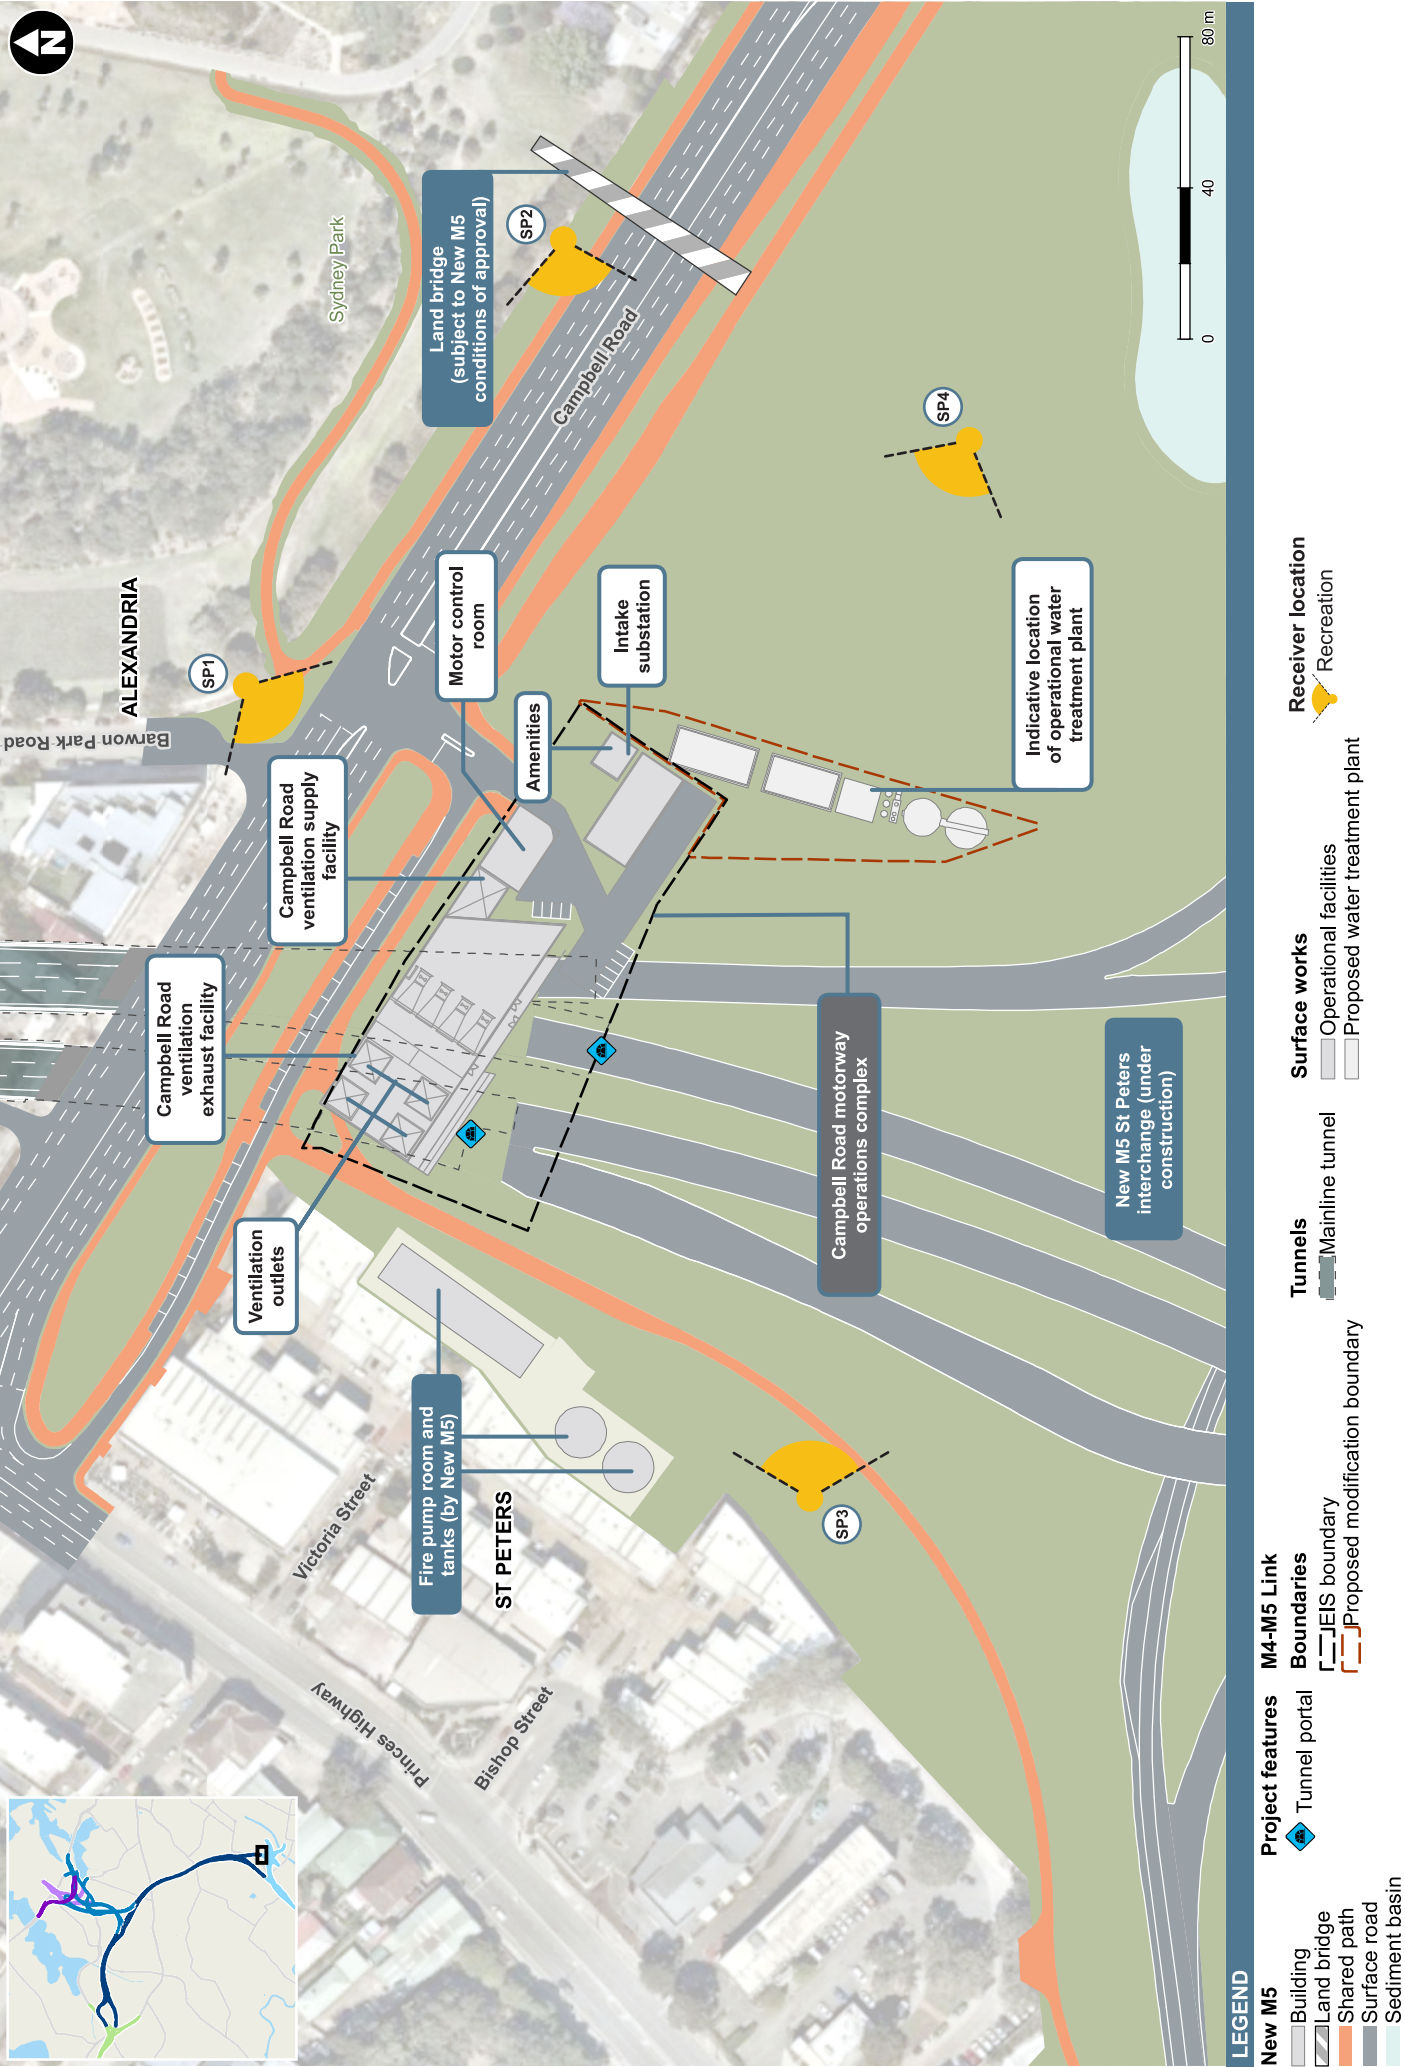 N
Sydney Park
ALEXANDRIA
Barwon Park Road
SP1
SP2
Land bridge
(subject to New M5
conditions of approval)
Campbell Road
Campbell Road
ventilation supply
facility
Motor control
room
Amenities
Intake
substation
SP4
Indicative location
of operational water
treatment plant
0
40
80 m
Campbell Road
ventilation
exhaust facility
Ventilation
outlets
Campbell Road motorway
operations complex
New M5 St Peters
interchange (under
construction)
Fire pump room and
tanks (by New M5)
ST PETERS
SP3
Victoria Street
Princes Highway
Bishop Street
LEGEND
New M5
Building
Land bridge
Shared path
Surface road
Sediment basin
Project features
Tunnel portal
M4-M5 Link
Boundaries
EIS boundary
Proposed modification boundary
Tunnels
Mainline tunnel
Surface works
Operational facilities
Proposed water treatment plant
Receiver location
Recreation